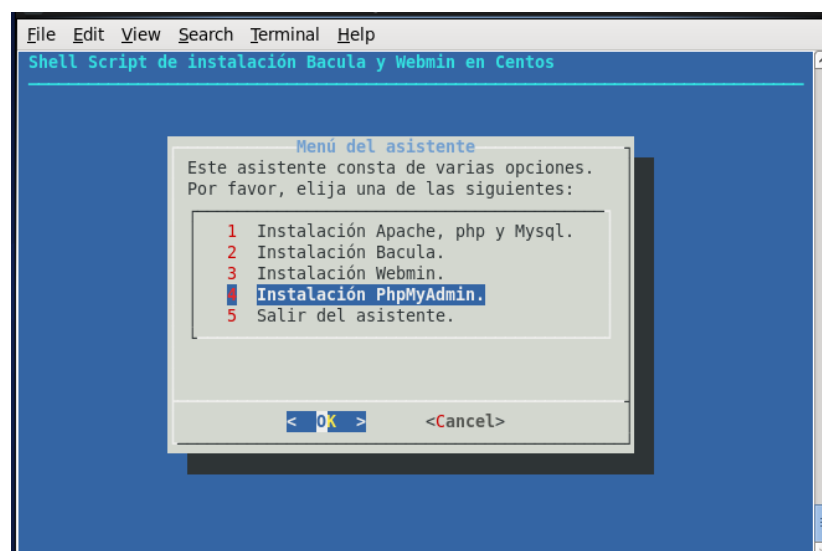 File Edit View Search Terminal Help
Shell Script de instalación Bacula y Webmin en Centos
Menú del asistente
Este asistente consta de varias opciones.
Por favor, elija una de las siguientes:
1 Instalación Apache, php y Mysql.
2 Instalación Bacula.
3 Instalación Webmin.
4 Instalación PhpMyAdmin.
5 Salir del asistente.
< OK > <Cancel>